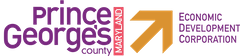 Prince
George's
county
MARYLAND
ECONOMIC
DEVELOPMENT
CORPORATION